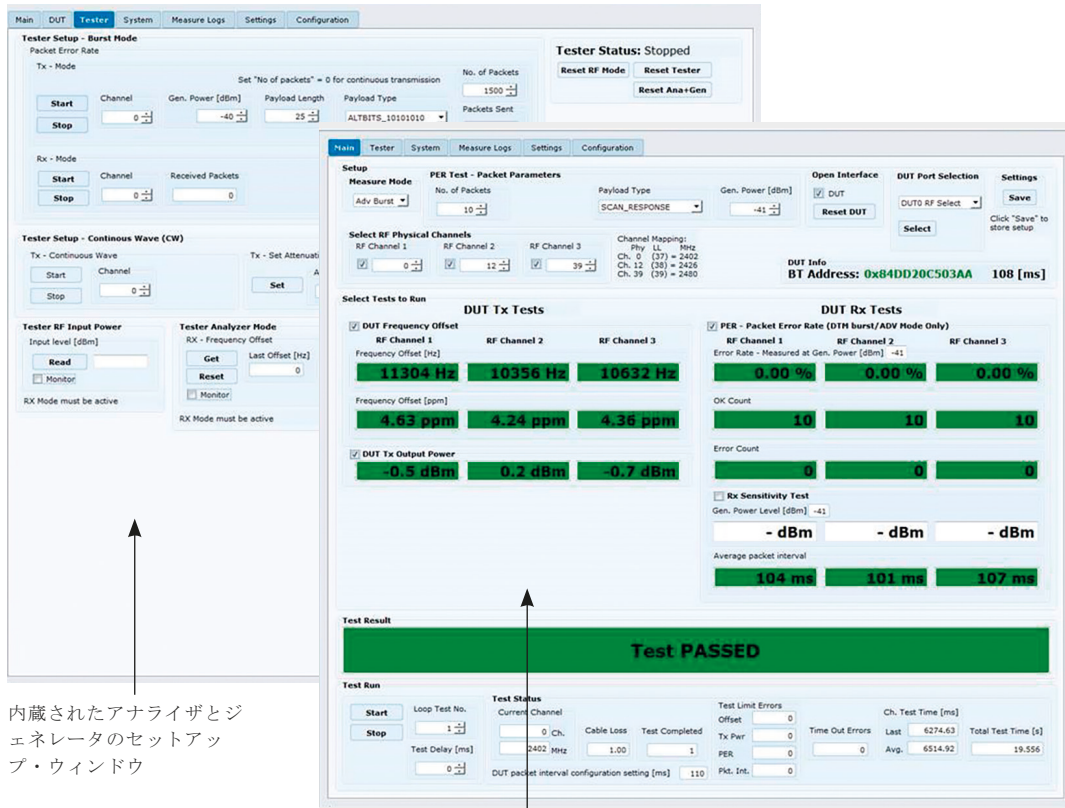 Main DUT Tester System Measure Logs Settings Configuration
Tester Setup - Burst Mode
Packet Error Rate
Tx - Mode
Set "No of packets" = 0 for continuous transmission
No. of Packets
1500
Start
Channel
Gen. Power [dBm]
Payload Length
Payload Type
Packets Sent
0
-40
25
ALTBITS_10101010
Stop
Rx - Mode
Start
Channel
Received Packets
Stop
0
0
Tester Status: Stopped
Reset RF Mode Reset Tester
Reset Ana+Gen
Tester Setup - Continous Wave (CW)
Tx - Continuous Wave
Tx - Set Attenuati
Start
Channel
A
Set
Stop
0
Tester RF Input Power
Input level [dBm]
Read
Monitor
RX Mode must be active
Tester Analyzer Mode
RX - Frequency Offset
Get
Last Offset [Hz]
0
Reset
Monitor
RX Mode must be active
Main Tester System Measure Logs Settings Configuration
Setup
Measure Mode
Adv Burst
PER Test - Packet Parameters
No. of Packets
10
Payload Type
SCAN_RESPONSE
Gen. Power [dBm]
-41
Open Interface
DUT
Reset DUT
DUT Port Selection
DUT0 RF Select
Select
Settings
Save
Click "Save" to
store setup
Select RF Physical Channels
RF Channel 1 RF Channel 2 RF Channel 3
0 12 39
Channel Mapping:
Phy LL MHz
Ch. 0 (37) = 2402
Ch. 12 (38) = 2426
Ch. 39 (39) = 2480
DUT Info
BT Address: 0x84DD20C503AA 108 [ms]
Select Tests to Run
DUT Tx Tests
DUT Frequency Offset
RF Channel 1 RF Channel 2 RF Channel 3
Frequency Offset [Hz]
11304 Hz 10356 Hz 10632 Hz
Frequency Offset [ppm]
4.63 ppm 4.24 ppm 4.36 ppm
DUT Tx Output Power
-0.5 dBm 0.2 dBm -0.7 dBm
DUT Rx Tests
PER - Packet Error Rate (DTM burst/ADV Mode Only)
RF Channel 1 RF Channel 2 RF Channel 3
Error Rate - Measured at Gen. Power [dBm] -41
0.00 % 0.00 % 0.00 %
OK Count
10 10 10
Error Count
0 0 0
Rx Sensitivity Test
Gen. Power Level [dBm] -41
- dBm - dBm - dBm
Average packet interval
104 ms 101 ms 107 ms
Test Result
Test PASSED
Test Run
Start
Stop
Loop Test No.
1
Test Delay [ms]
0
Test Status
Current Channel
0 Ch.
2402 MHz
Cable Loss
1.00
Test Completed
1
DUT packet interval configuration setting [ms] 110
Test Limit Errors
Offset 0
Tx Pwr 0
PER 0
Pkt. Int. 0
Time Out Errors
0
Ch. Test Time [ms]
Last 6274.63
Avg. 6514.92
Total Test Time [s]
19.556
内蔵されたアナライザとジ
ェネレータのセットアッ
プ・ウィンドウ